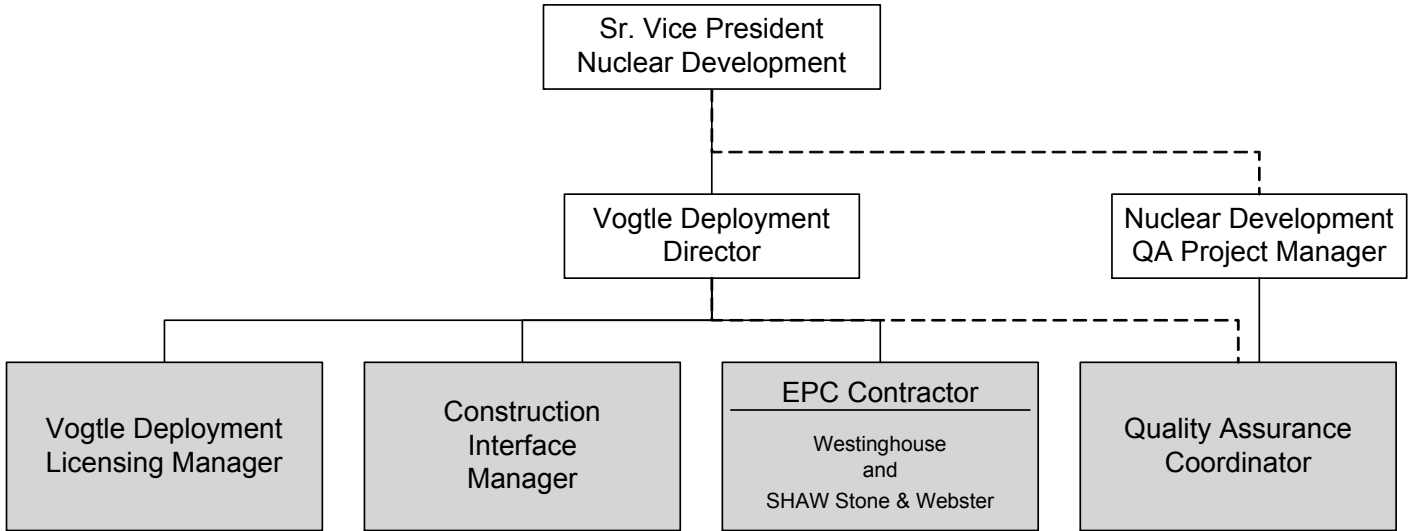 Sr. Vice President
Nuclear Development
Vogtle Deployment
Director
Nuclear Development
QA Project Manager
Vogtle Deployment
Licensing Manager
Construction
Interface
Manager
EPC Contractor
Westinghouse
and
SHAW Stone & Webster
Quality Assurance
Coordinator